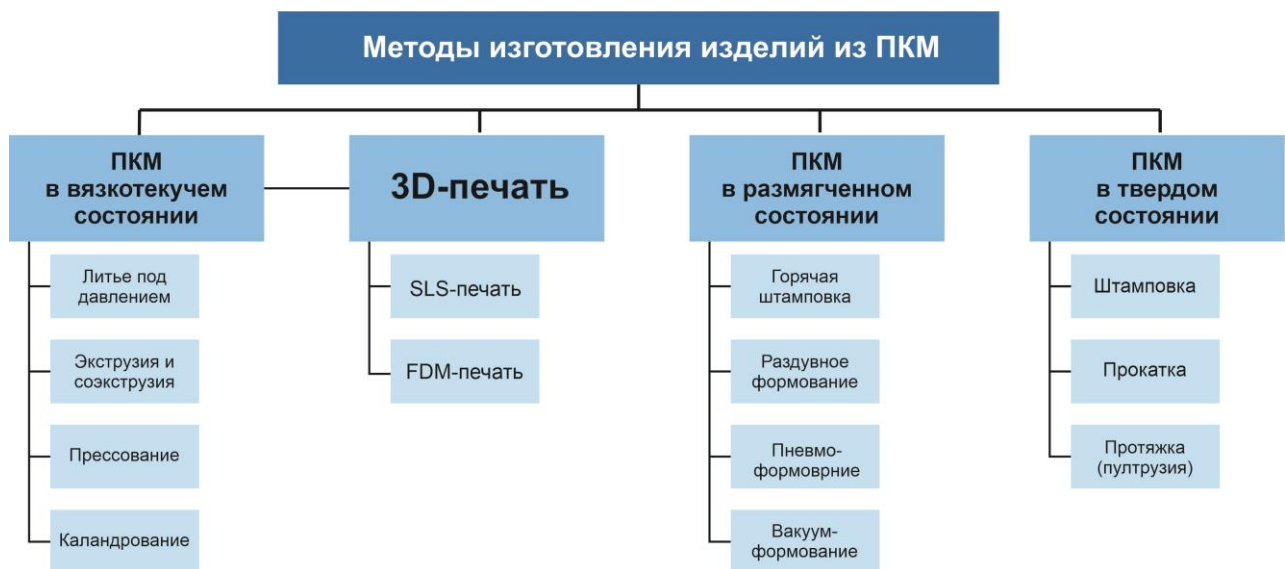 Методы изготовления изделий из ПКМ
ПКМ
в вязкотекучем
состоянии
3D-печать
ПКМ
в размягченном
состоянии
ПКМ
в твердом
состоянии
Литье под
давлением
Экструзия и
соэкструзия
Прессование
Каландрование
SLS-печать
FDM-печать
Горячая
штамповка
Раздувное
формование
Пневмо-
формоврние
Вакуум-
формование
Штамповка
Прокатка
Протяжка
(пултрузия)